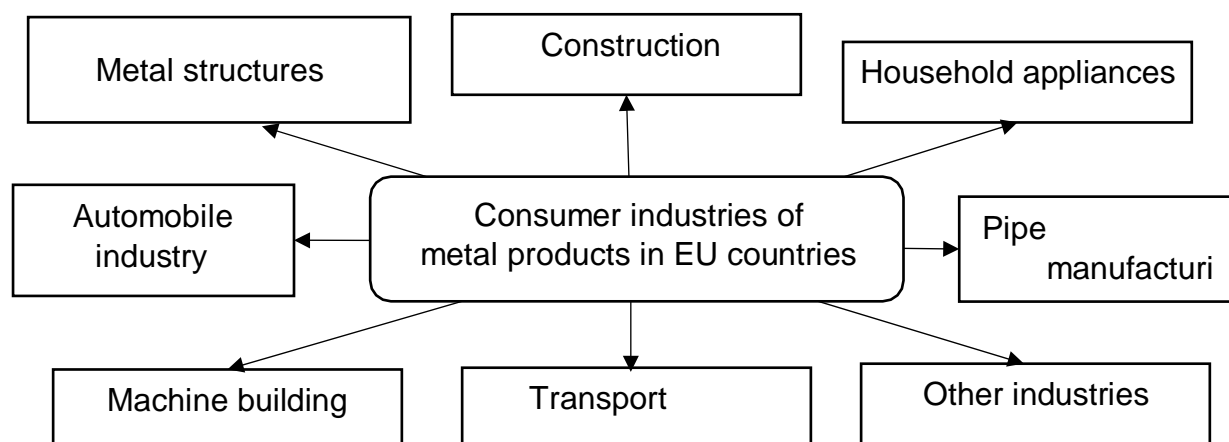 Metal structures
Construction
Household appliances
Automobile
industry
Consumer industries of
metal products in EU countries
Pipe
manufacturi
Machine building
Transport
Other industries